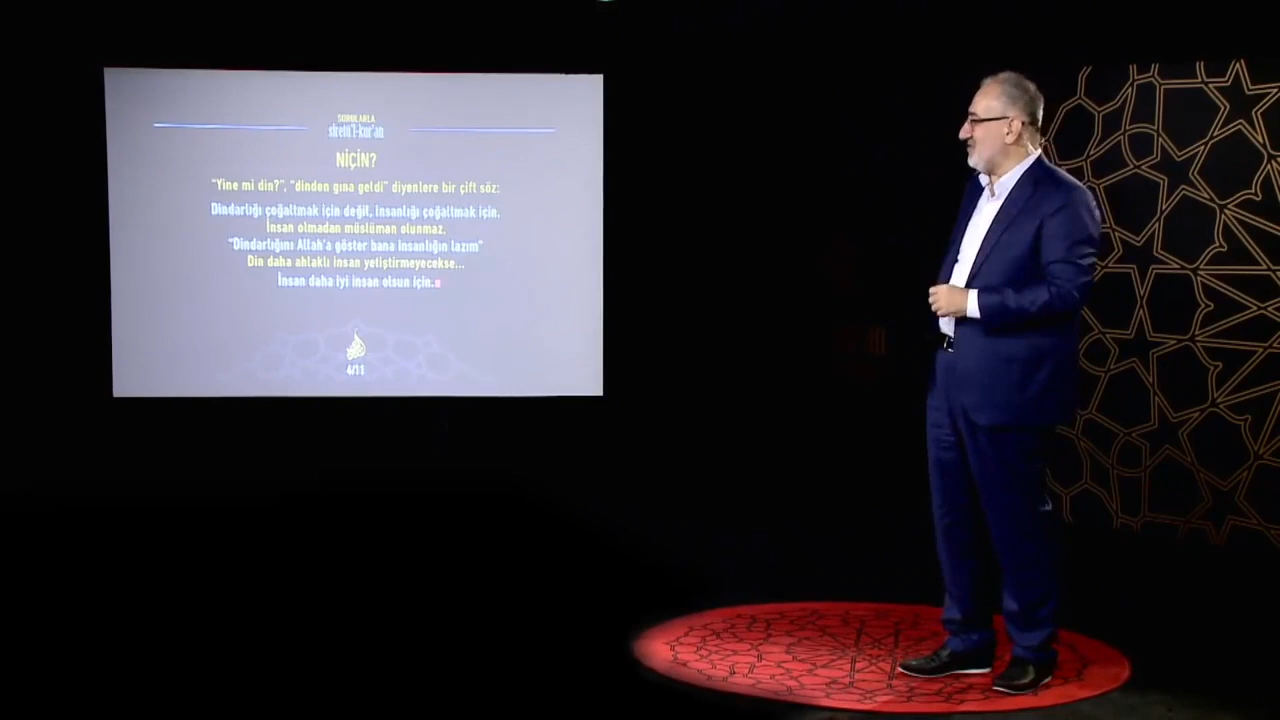 SORULARLA
sîretü'l-kur'an
NİÇİN?
"Yine mi din?", "dinden gına geldi" diyenlere bir çift söz:
Dindarlığı çoğaltmak için değil, insanlığı çoğaltmak için.
İnsan olmadan müslüman olunmaz.
"Dindarlığını Allah'a göster bana insanlığın lazım"
Din daha ahlaklı insan yetiştirmeyecekse...
İnsan daha iyi insan olsun için.
4/11